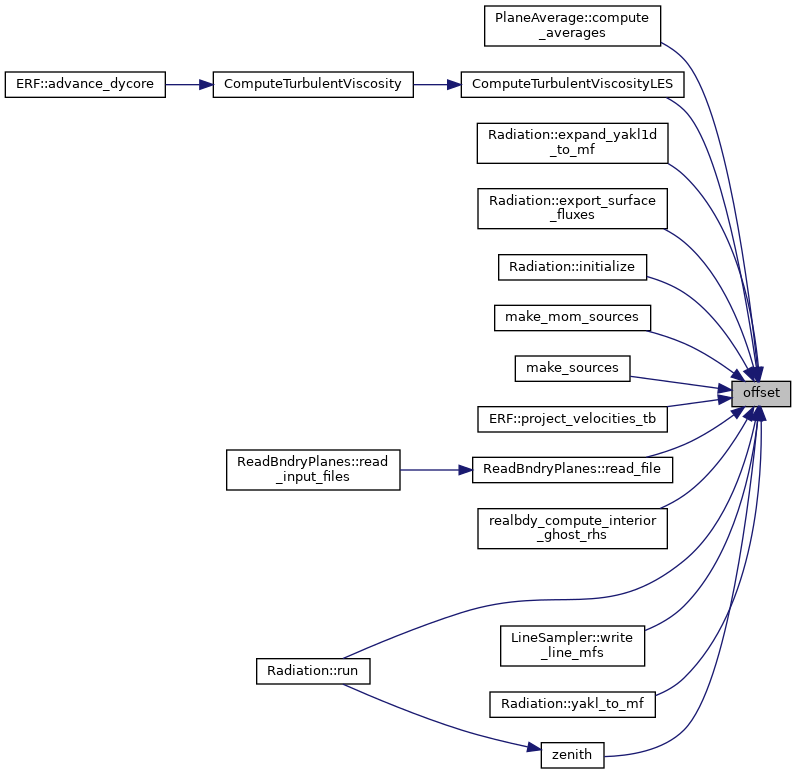 PlaneAverage::compute
_averages
ERF::advance_dycore
ComputeTurbulentViscosity
ComputeTurbulentViscosityLES
Radiation::expand_yakl1d
_to_mf
Radiation::export_surface
_fluxes
Radiation::initialize
make_mom_sources
make_sources
offset
ERF::project_velocities_tb
ReadBndryPlanes::read
_input_files
ReadBndryPlanes::read_file
realbdy_compute_interior
_ghost_rhs
LineSampler::write
_line_mfs
Radiation::run
Radiation::yakl_to_mf
zenith